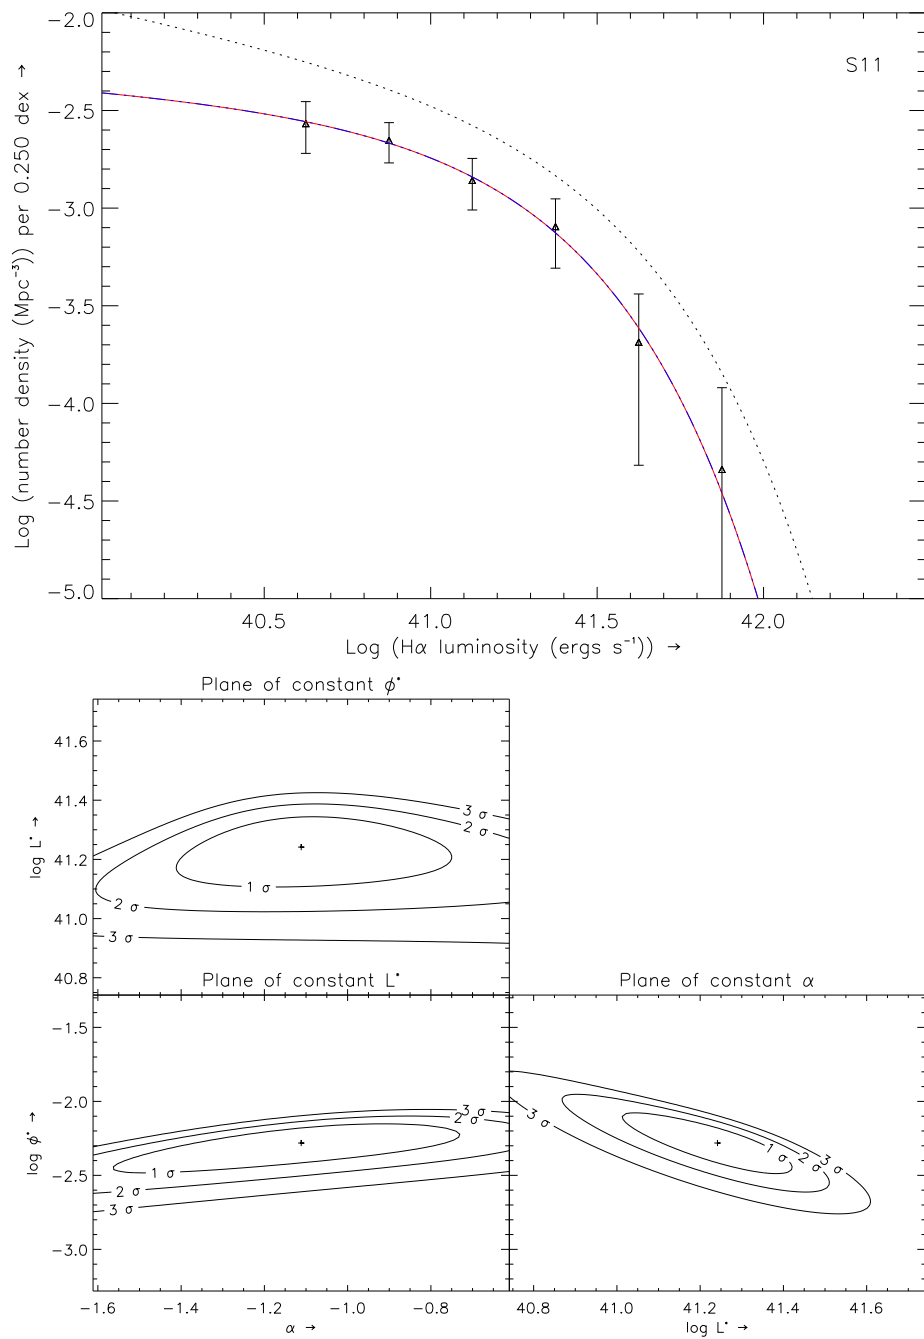 S11
Log (number density (Mpc⁻³)) per 0.250 dex →
−2.0
−2.5
−3.0
−3.5
−4.0
−4.5
−5.0
40.5 41.0 41.5 42.0
Log (Hα luminosity (ergs s⁻¹)) →
Plane of constant ϕ*
log L* →
41.6
41.4
41.2
41.0
40.8
3 σ
2 σ
1 σ
2 σ
3 σ
Plane of constant L*
log ϕ* →
−1.5
−2.0
−2.5
−3.0
3 σ
2 σ
1 σ
2 σ
3 σ
−1.6 −1.4 −1.2 −1.0 −0.8
α →
Plane of constant α
3 σ
1 σ
2 σ
3 σ
40.8 41.0 41.2 41.4 41.6
log L* →